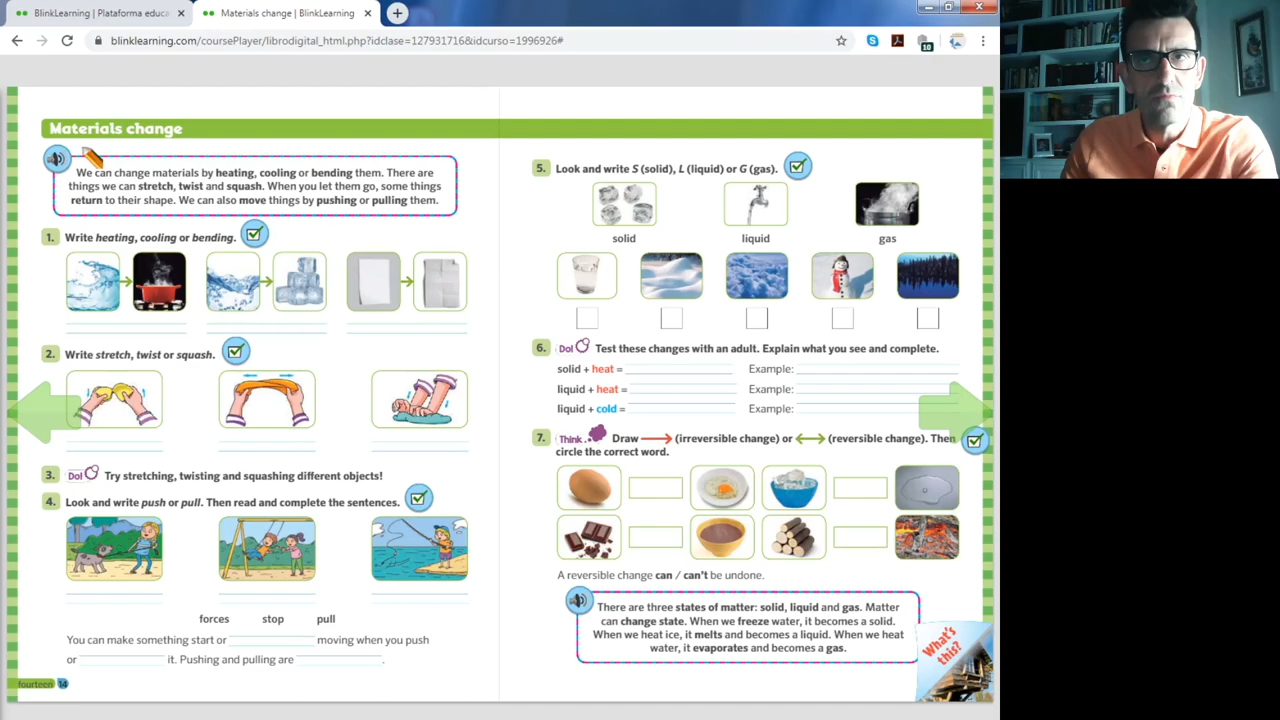 BlinkLearning | Plataforma educa
Materials change | BlinkLearning
blinklearning.com/coursePlayer/librodigital_html.php?idclase=127931716&idcurso=1996926#
10
Materials change
We can change materials by heating, cooling or bending them. There are
things we can stretch, twist and squash. When you let them go, some things
return to their shape. We can also move things by pushing or pulling them.
1. Write heating, cooling or bending.
2. Write stretch, twist or squash.
3. Do! Try stretching, twisting and squashing different objects!
4. Look and write push or pull. Then read and complete the sentences.
forces stop pull
You can make something start or moving when you push
or it. Pushing and pulling are .
fourteen 14
5. Look and write S (solid), L (liquid) or G (gas).
solid liquid gas
6. Do! Test these changes with an adult. Explain what you see and complete.
solid + heat = Example:
liquid + heat = Example:
liquid + cold = Example:
7. Think Draw (irreversible change) or (reversible change). Then
circle the correct word.
A reversible change can / can't be undone.
There are three states of matter: solid, liquid and gas. Matter
can change state. When we freeze water, it becomes a solid.
When we heat ice, it melts and becomes a liquid. When we heat
water, it evaporates and becomes a gas.
What's
this?